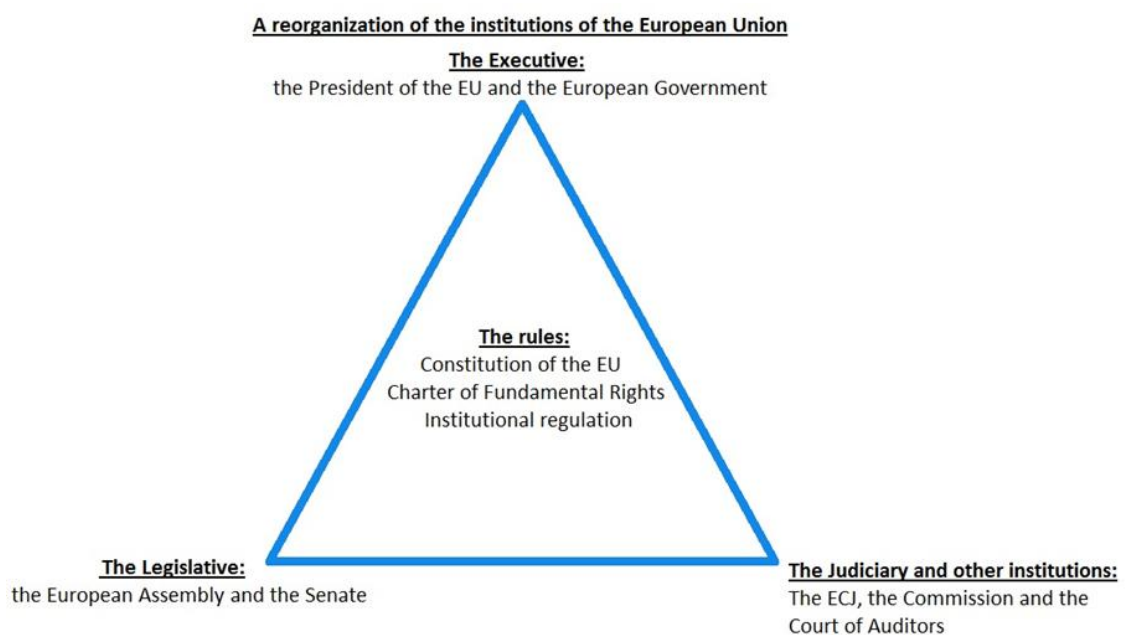 A reorganization of the institutions of the European Union
The Executive:
the President of the EU and the European Government
The rules:
Constitution of the EU
Charter of Fundamental Rights
Institutional regulation
The Legislative:
the European Assembly and the Senate
The Judiciary and other institutions:
The ECJ, the Commission and the
Court of Auditors